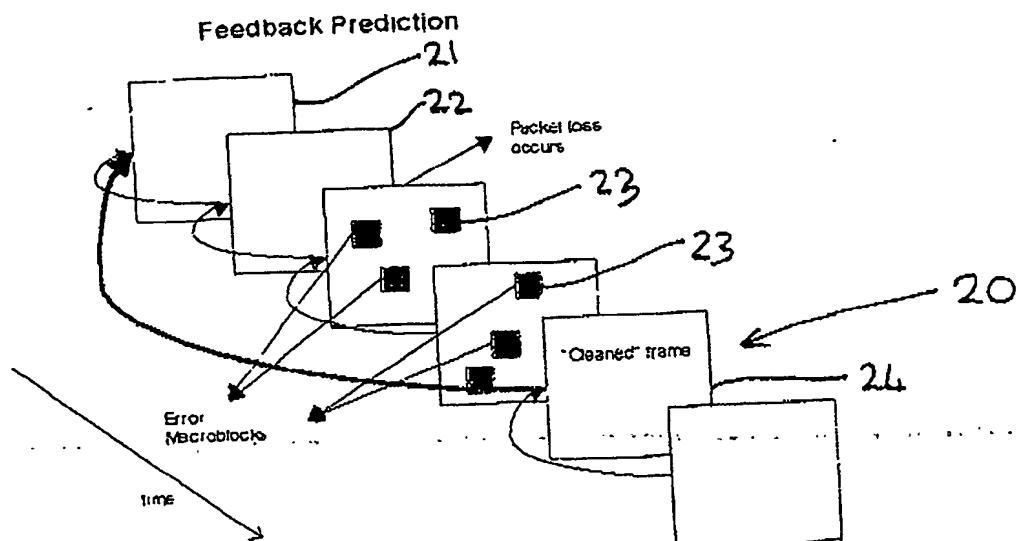 Feedback Prediction
21
22
Packet loss
occurs
23
23
20
"Cleaned" frame
24
Error
Macroblocks
time